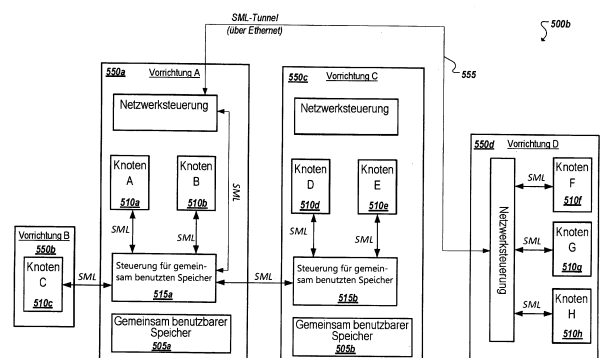 SML-Tunnel
(über Ethernet)
500b
555
550a Vorrichtung A
Netzwerksteuerung
SML
Knoten
A
510a
Knoten
B
510b
SML
SML
Steuerung für gemein-
sam benutzten Speicher
515a
Gemeinsam benutzbarer
Speicher
505a
Vorrichtung B
550b
Knoten
C
510c
SML
SML
550c Vorrichtung C
Netzwerksteuerung
Knoten
D
510d
Knoten
E
510e
SML
SML
Steuerung für gemein-
sam benutzten Speicher
515b
Gemeinsam benutzbarer
Speicher
505b
550d Vorrichtung D
Netzwerksteuerung
SML
Knoten
F
510f
SML
Knoten
G
510g
SML
Knoten
H
510h